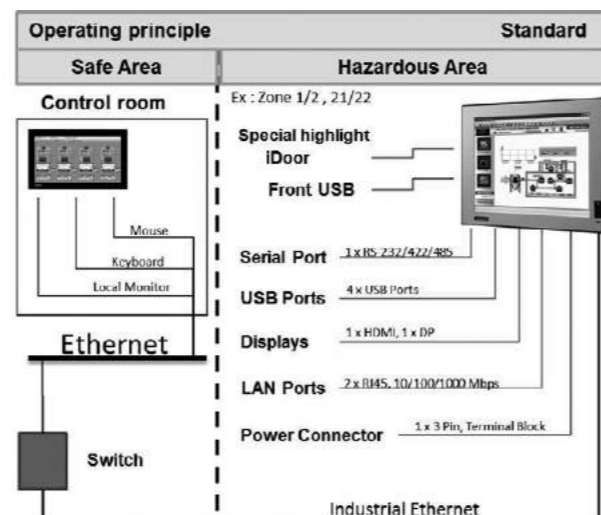 Operating principle Standard
Safe Area Hazardous Area
Control room
Ex : Zone 1/2 , 21/22
Special highlight
iDoor
Front USB
Mouse
Keyboard
Local Monitor
Serial Port 1 x RS 232/422/485
USB Ports 4 x USB Ports
Displays 1 x HDMI, 1 x DP
LAN Ports 2 x RJ45, 10/100/1000 Mbps
Power Connector 1 x 3 Pin, Terminal Block
Ethernet
Switch
Industrial Ethernet